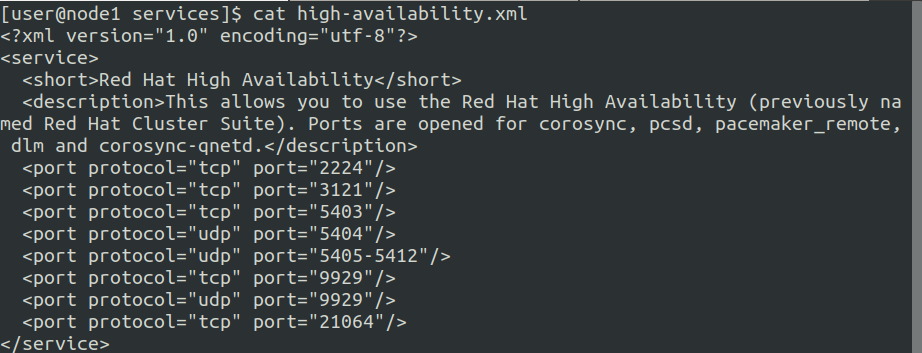 [user@node1 services]$ cat high-availability.xml
<?xml version="1.0" encoding="utf-8"?>
<service>
  <short>Red Hat High Availability</short>
  <description>This allows you to use the Red Hat High Availability (previously na
med Red Hat Cluster Suite). Ports are opened for corosync, pcsd, pacemaker_remote,
 dlm and corosync-qnetd.</description>
  <port protocol="tcp" port="2224"/>
  <port protocol="tcp" port="3121"/>
  <port protocol="tcp" port="5403"/>
  <port protocol="udp" port="5404"/>
  <port protocol="udp" port="5405-5412"/>
  <port protocol="tcp" port="9929"/>
  <port protocol="udp" port="9929"/>
  <port protocol="tcp" port="21064"/>
</service>